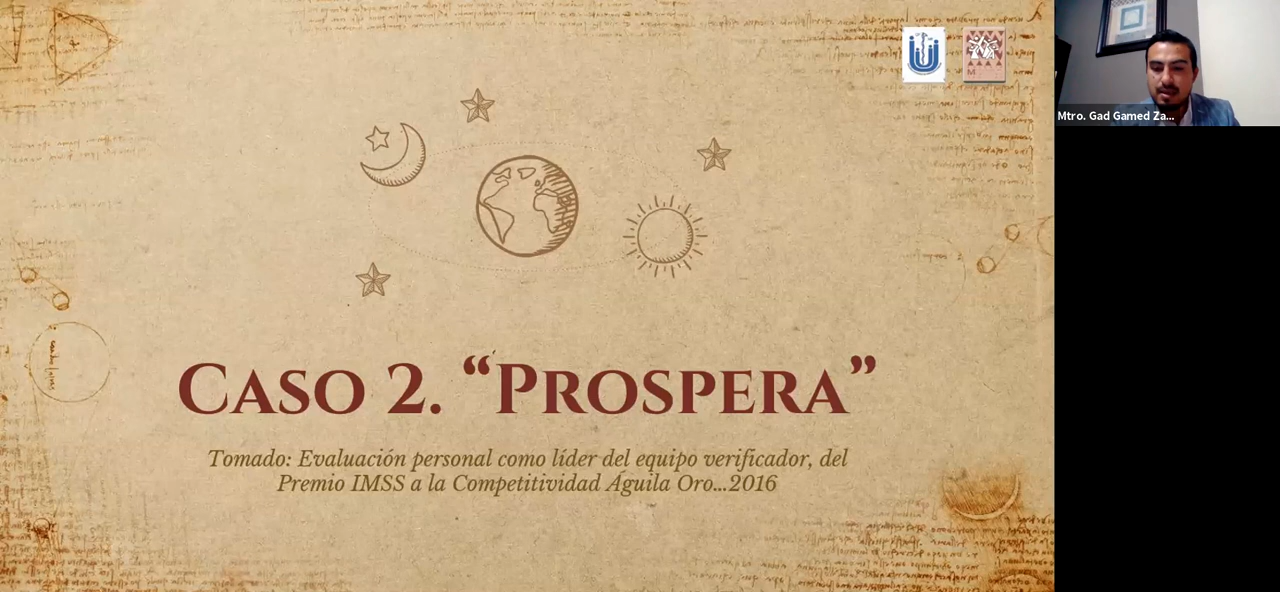 Caso 2. “Prospera”
Tomado: Evaluación personal como líder del equipo verificador, del
Premio IMSS a la Competitividad Águila Oro...2016
Mtro. Gad Gamed Za...